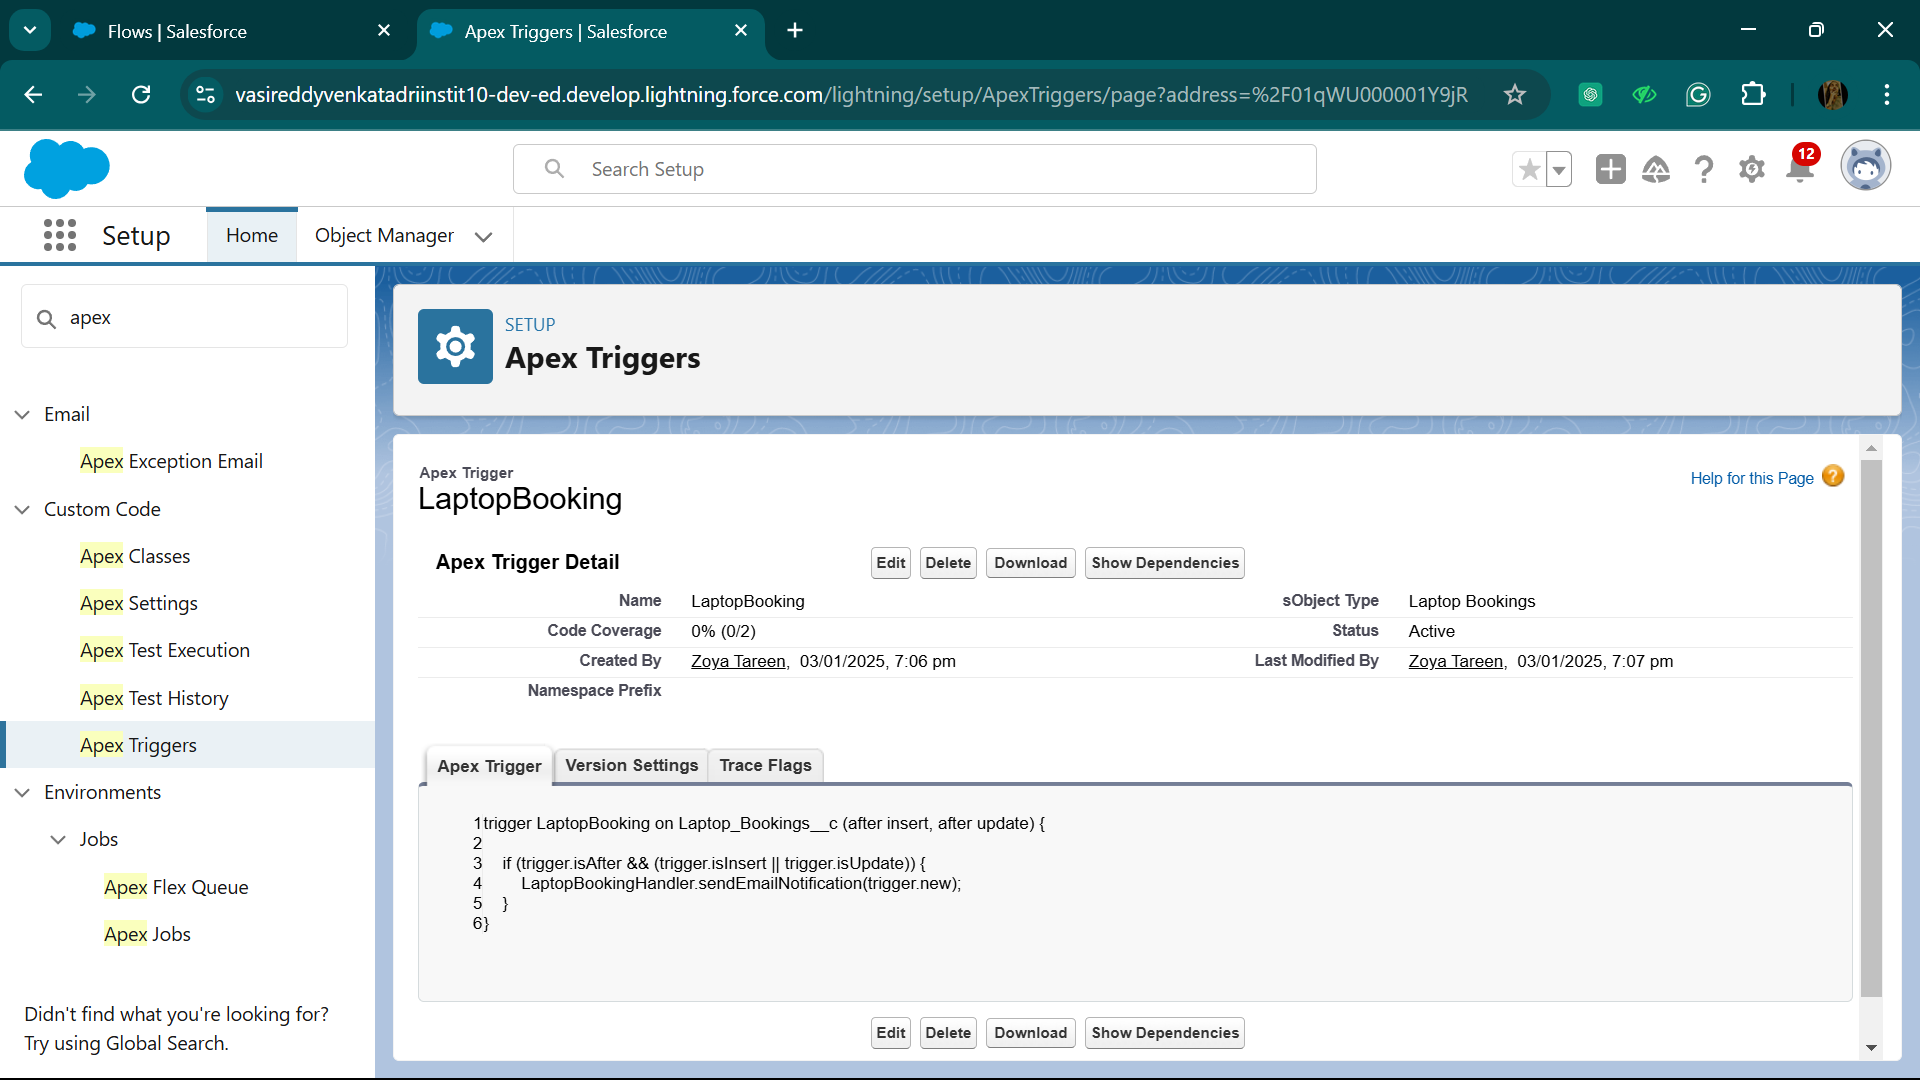 Flows | Salesforce
Apex Triggers | Salesforce
vasireddyvenkatadriinstit10-dev-ed.develop.lightning.force.com/lightning/setup/ApexTriggers/page?address=%2F01qWU000001Y9jR
Search Setup
12
Setup
Home
Object Manager
apex
Email
Apex Exception Email
Custom Code
Apex Classes
Apex Settings
Apex Test Execution
Apex Test History
Apex Triggers
Environments
Jobs
Apex Flex Queue
Apex Jobs
Didn't find what you're looking for?
Try using Global Search.
SETUP
Apex Triggers
Apex Trigger
LaptopBooking
Help for this Page ?
Apex Trigger Detail
Edit Delete Download Show Dependencies
Name LaptopBooking sObject Type Laptop Bookings
Code Coverage 0% (0/2) Status Active
Created By Zoya Tareen, 03/01/2025, 7:06 pm Last Modified By Zoya Tareen, 03/01/2025, 7:07 pm
Namespace Prefix
Apex Trigger Version Settings Trace Flags
1 trigger LaptopBooking on Laptop_Bookings__c (after insert, after update) {
2
3 if (trigger.isAfter && (trigger.isInsert || trigger.isUpdate)) {
4 LaptopBookingHandler.sendEmailNotification(trigger.new);
5 }
6 }
Edit Delete Download Show Dependencies